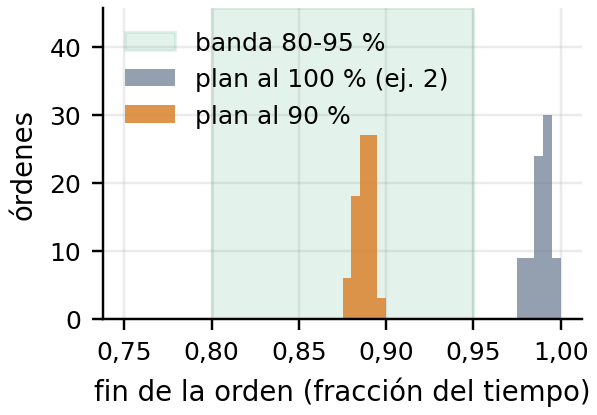 banda 80-95 %
plan al 100 % (ej. 2)
plan al 90 %
órdenes
40
30
20
10
0
0,75 0,80 0,85 0,90 0,95 1,00
fin de la orden (fracción del tiempo)